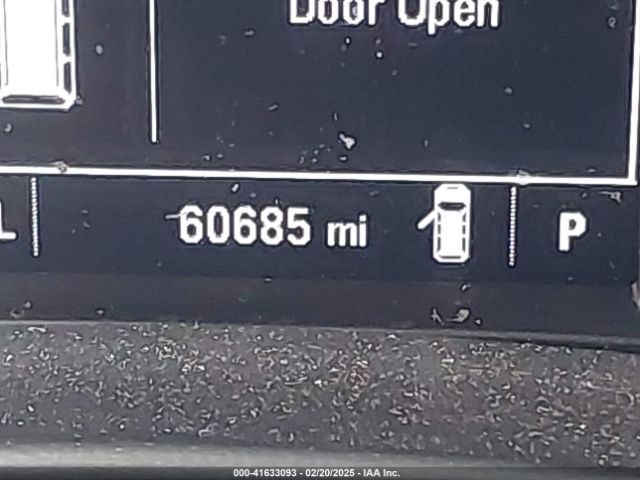 Door Open
60685 mi
P
000-41633093 - 02/20/2025 - IAA Inc.